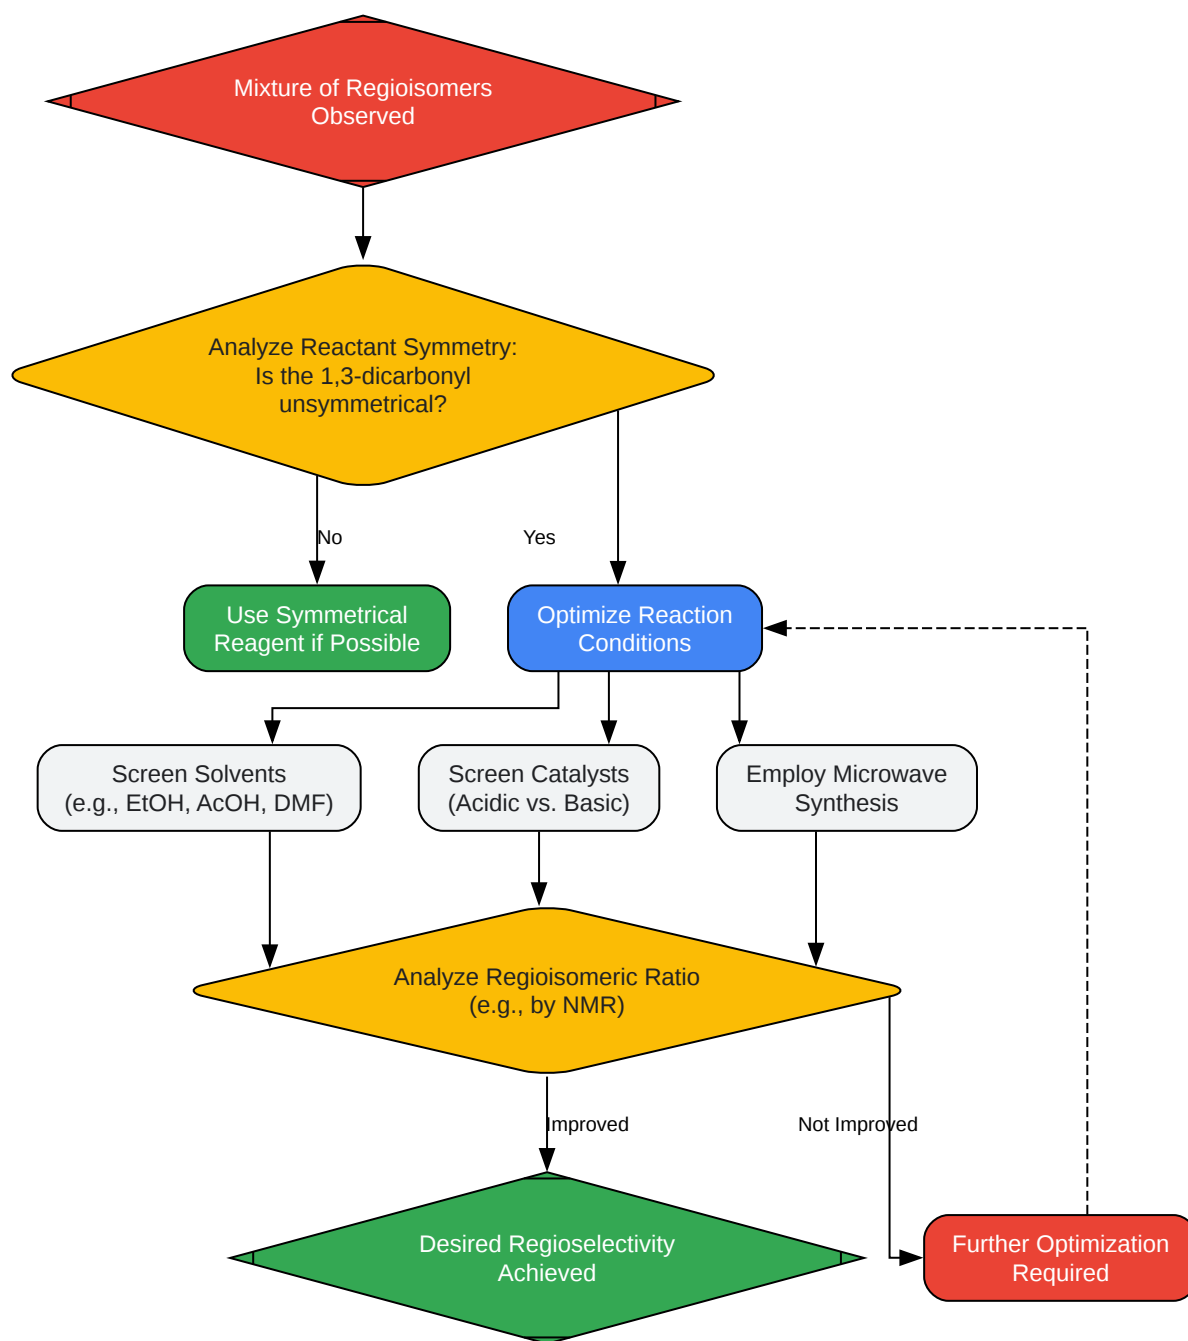 Mixture of Regioisomers
Observed
Analyze Reactant Symmetry:
Is the 1,3-dicarbonyl
unsymmetrical?
No
Yes
Use Symmetrical
Reagent if Possible
Optimize Reaction
Conditions
Screen Solvents
(e.g., EtOH, AcOH, DMF)
Screen Catalysts
(Acidic vs. Basic)
Employ Microwave
Synthesis
Analyze Regioisomeric Ratio
(e.g., by NMR)
Improved
Not Improved
Desired Regioselectivity
Achieved
Further Optimization
Required